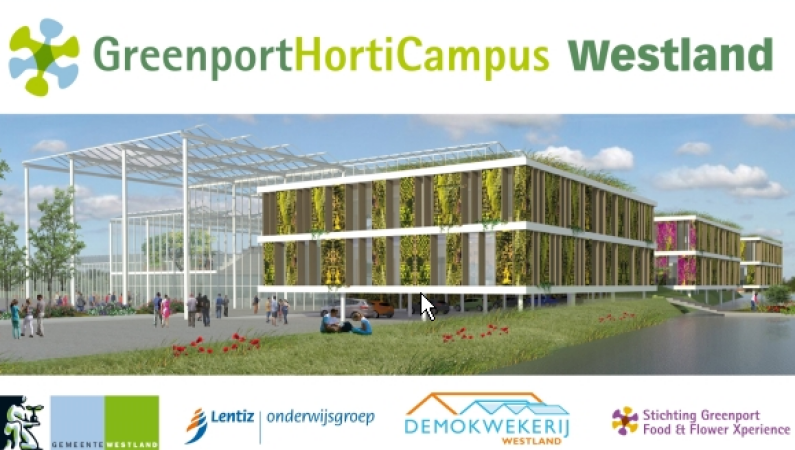 GreenportHortiCampus Westland
GEMEENTE WESTLAND
Lentiz | onderwijsgroep
DEMOKWEKERIJ
WESTLAND
Stichting Greenport
Food & Flower Xperience